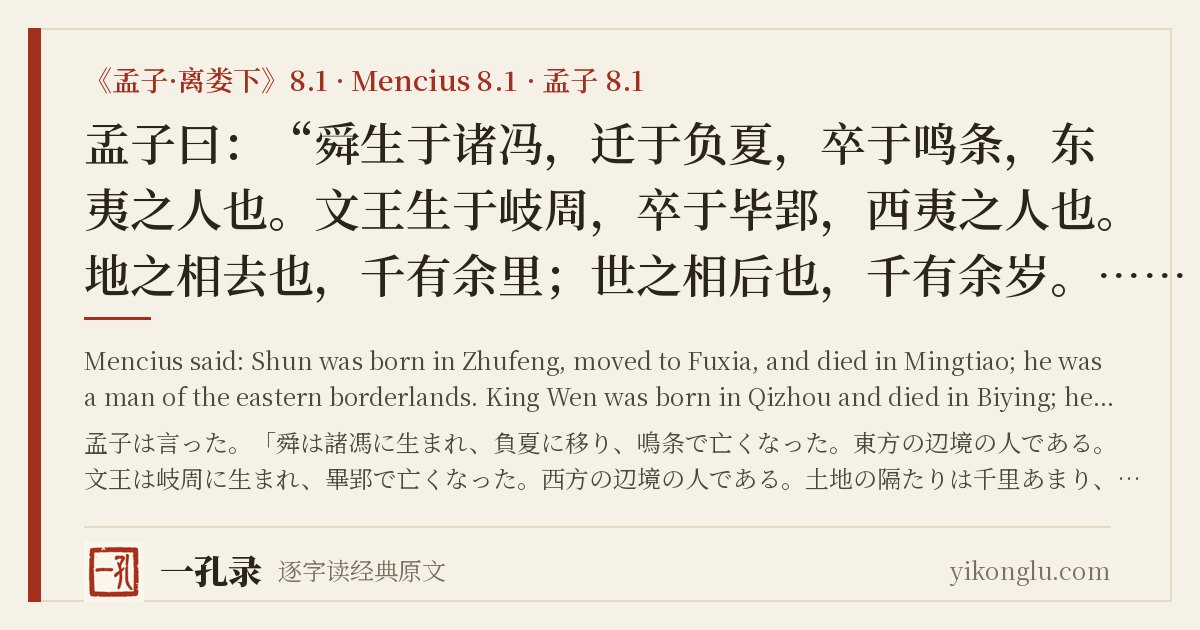 《孟子·离娄下》8.1 · Mencius 8.1 · 孟子 8.1
孟子曰：“舜生于诸冯，迁于负夏，卒于鸣条，东
夷之人也。文王生于岐周，卒于毕郢，西夷之人也。
地之相去也，千有余里；世之相后也，千有余岁。……
Mencius said: Shun was born in Zhufeng, moved to Fuxia, and died in Mingtiao; he was
a man of the eastern borderlands. King Wen was born in Qizhou and died in Biying; he...
孟子は言った。「舜は諸馮に生まれ、負夏に移り、鳴条で亡くなった。東方の辺境の人である。
文王は岐周に生まれ、畢郢で亡くなった。西方の辺境の人である。土地の隔たりは千里あまり、…
一孔
一孔录
逐字读经典原文
yikonglu.com